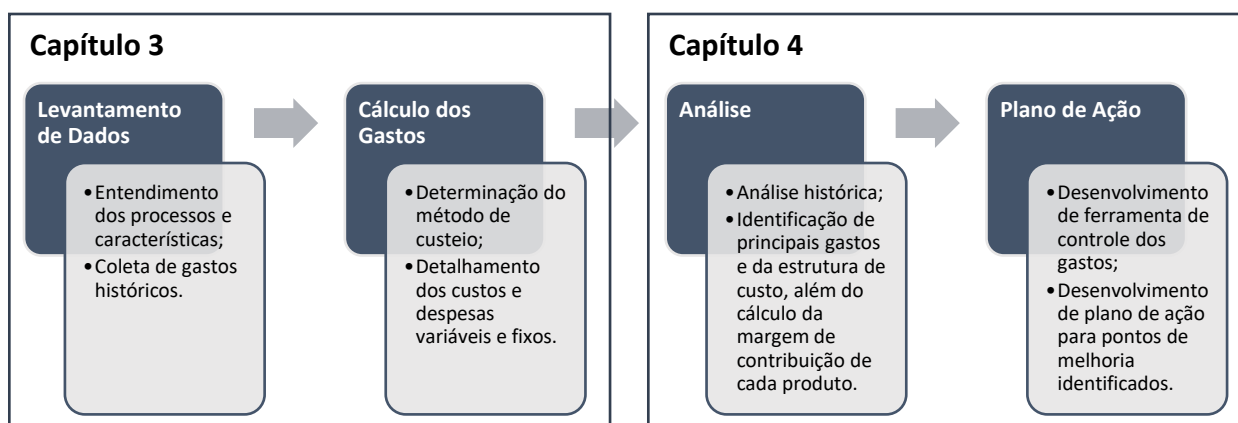 Capítulo 3
Levantamento
de Dados
•Entendimento
dos processos e
características;
•Coleta de gastos
históricos.
Cálculo dos
Gastos
•Determinação do
método de
custeio;
•Detalhamento
dos custos e
despesas
variáveis e fixos.
Capítulo 4
Análise
•Análise histórica;
•Identificação de
principais gastos
e da estrutura de
custo, além do
cálculo da
margem de
contribuição de
cada produto.
Plano de Ação
•Desenvolvimento
de ferramenta de
controle dos
gastos;
•Desenvolvimento
de plano de ação
para pontos de
melhoria
identificados.